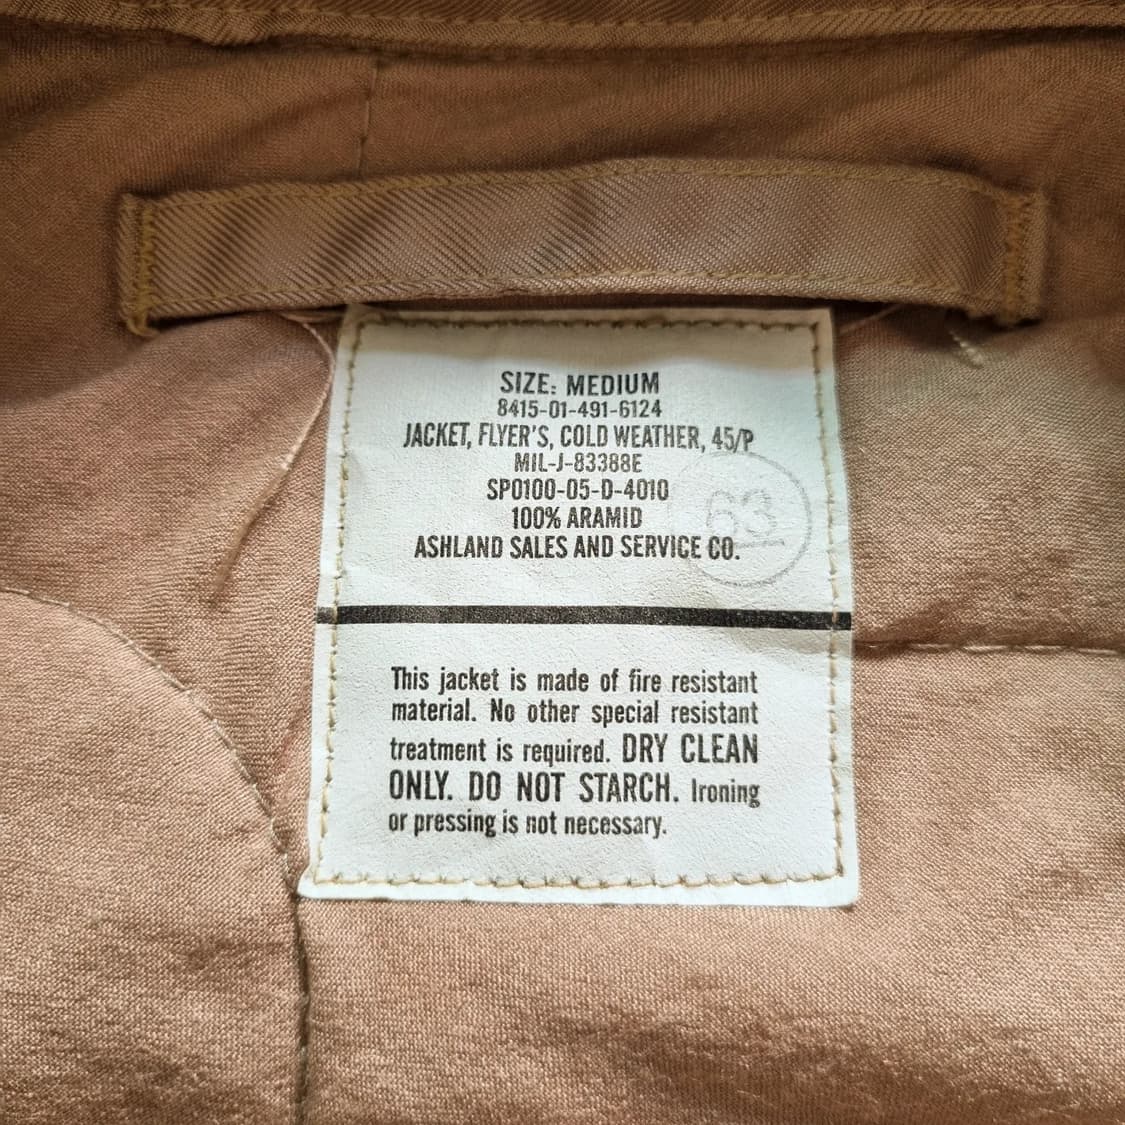 SIZE: MEDIUM
8415-01-491-6124
JACKET, FLYER'S, COLD WEATHER, 45/P
MIL-J-83388E
SP0100-05-D-4010
100% ARAMID
ASHLAND SALES AND SERVICE CO.
63
This jacket is made of fire resistant
material. No other special resistant
treatment is required. DRY CLEAN
ONLY. DO NOT STARCH. Ironing
or pressing is not necessary.